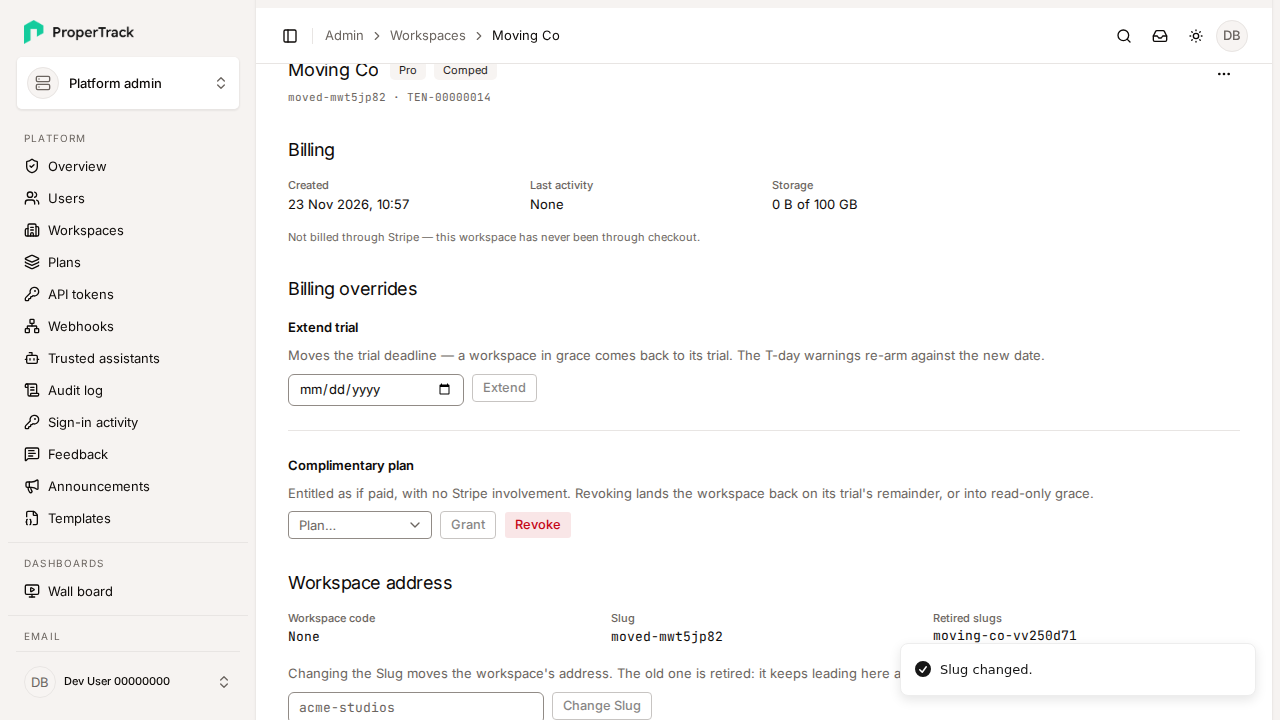 ProperTrack
Platform admin
PLATFORM
Overview
Users
Workspaces
Plans
API tokens
Webhooks
Trusted assistants
Audit log
Sign-in activity
Feedback
Announcements
Templates
DASHBOARDS
Wall board
EMAIL
DB Dev User 00000000
Admin > Workspaces > Moving Co
DB
Moving Co Pro Comped
moved-mwt5jp82 · TEN-00000014
Billing
Created Last activity Storage
23 Nov 2026, 10:57 None 0 B of 100 GB
Not billed through Stripe — this workspace has never been through checkout.
Billing overrides
Extend trial
Moves the trial deadline — a workspace in grace comes back to its trial. The T-day warnings re-arm against the new date.
mm/dd/yyyy Extend
Complimentary plan
Entitled as if paid, with no Stripe involvement. Revoking lands the workspace back on its trial's remainder, or into read-only grace.
Plan... Grant Revoke
Workspace address
Workspace code Slug Retired slugs
None moved-mwt5jp82 moving-co-vv250d71
Changing the Slug moves the workspace's address. The old one is retired: it keeps leading here a
acme-studios Change Slug
Slug changed.